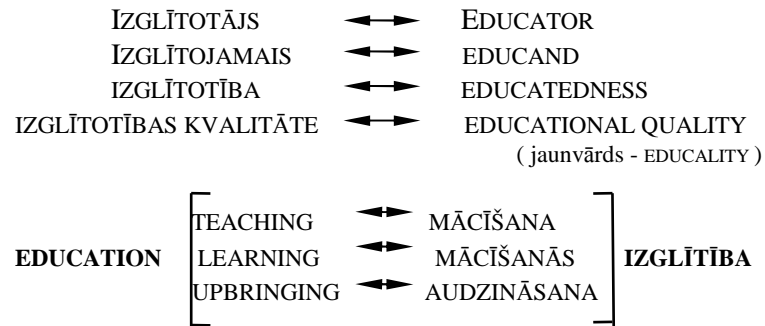 IZGLĪTOTĀJS EDUCATOR
IZGLĪTOJAMAIS EDUCAND
IZGLĪTOTĪBA EDUCATEDNESS
IZGLĪTOTĪBAS KVALITĀTE EDUCATIONAL QUALITY
( jaunvārds - EDUCALITY )
TEACHING MĀCĪŠANA
EDUCATION LEARNING MĀCĪŠANĀS IZGLĪTĪBA
UPBRINGING AUDZINĀSANA